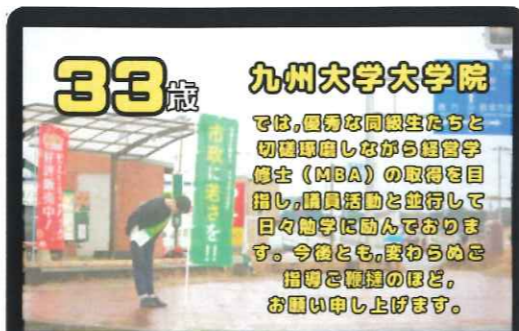 33歳
九州大学大学院
では,優秀な同級生たちと
切磋琢磨しながら経営学
修士(MBA)の取得を目
指し,議員活動と並行して
日々勉学に励んでおりま
す。今後とも,変わらぬご
指導ご鞭撻のほど,
お願い申し上げます。
市政に若さを!!
好評販売中!